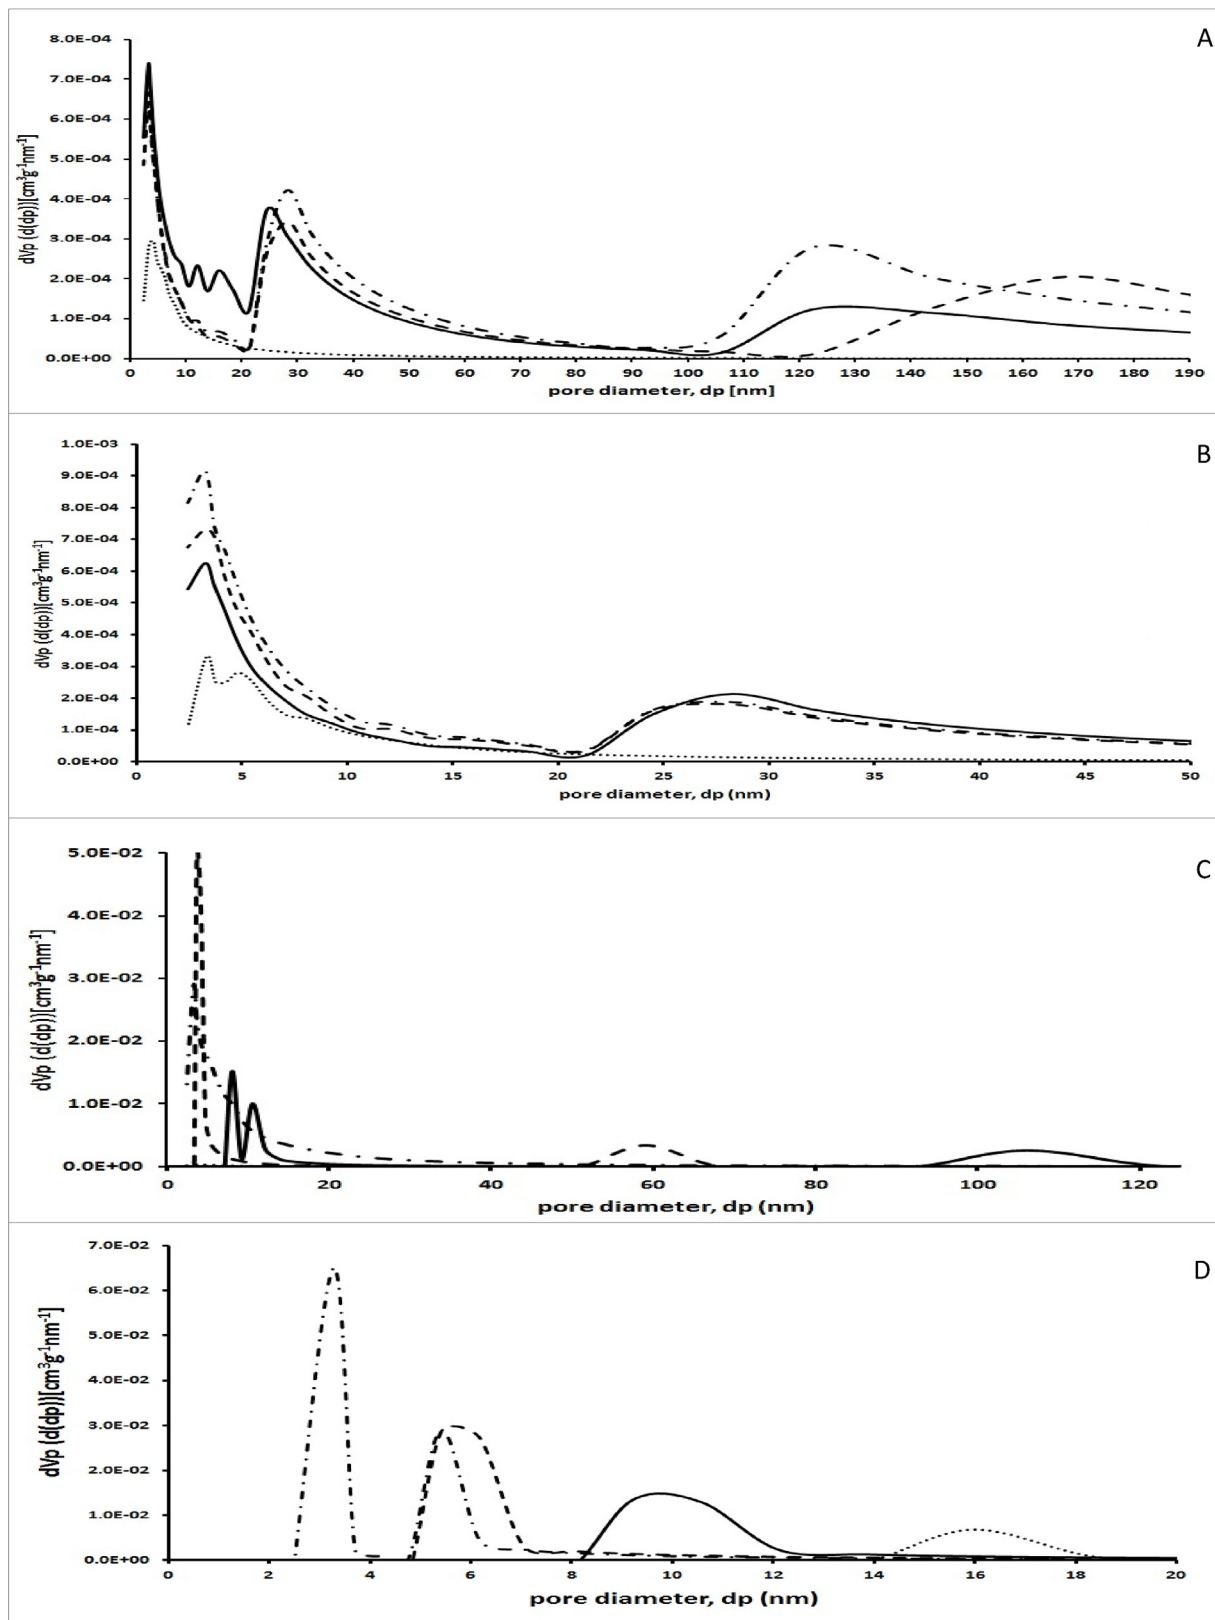 A
8.0E-04
7.0E-04
6.0E-04
5.0E-04
4.0E-04
3.0E-04
2.0E-04
1.0E-04
0.0E+00
dVp (d(dp))[cm³g⁻¹nm⁻¹]
0 10 20 30 40 50 60 70 80 90 100 110 120 130 140 150 160 170 180 190
pore diameter, dp [nm]
B
1.0E-03
9.0E-04
8.0E-04
7.0E-04
6.0E-04
5.0E-04
4.0E-04
3.0E-04
2.0E-04
1.0E-04
0.0E+00
dVp (d(dp))[cm³g⁻¹nm⁻¹]
0 5 10 15 20 25 30 35 40 45 50
pore diameter, dp (nm)
C
5.0E-02
4.0E-02
3.0E-02
2.0E-02
1.0E-02
0.0E+00
dVp (d(dp))[cm³g⁻¹nm⁻¹]
0 20 40 60 80 100 120
pore diameter, dp (nm)
D
7.0E-02
6.0E-02
5.0E-02
4.0E-02
3.0E-02
2.0E-02
1.0E-02
0.0E+00
dVp (d(dp))[cm³g⁻¹nm⁻¹]
0 2 4 6 8 10 12 14 16 18 20
pore diameter, dp (nm)